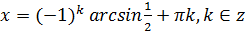 x = (−1)^k arcsin 1/2 + πk, k ∈ z